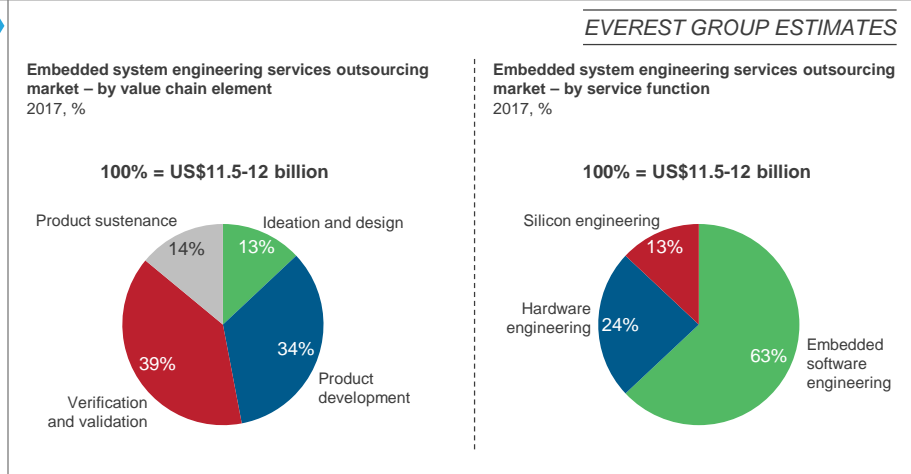 EVEREST GROUP ESTIMATES
Embedded system engineering services outsourcing
market – by value chain element
2017, %
100% = US$11.5-12 billion
Product sustenance
Ideation and design
14%
13%
39%
34%
Product
development
Verification
and validation
Embedded system engineering services outsourcing
market – by service function
2017, %
100% = US$11.5-12 billion
Silicon engineering
13%
Hardware
engineering
24%
63%
Embedded
software
engineering